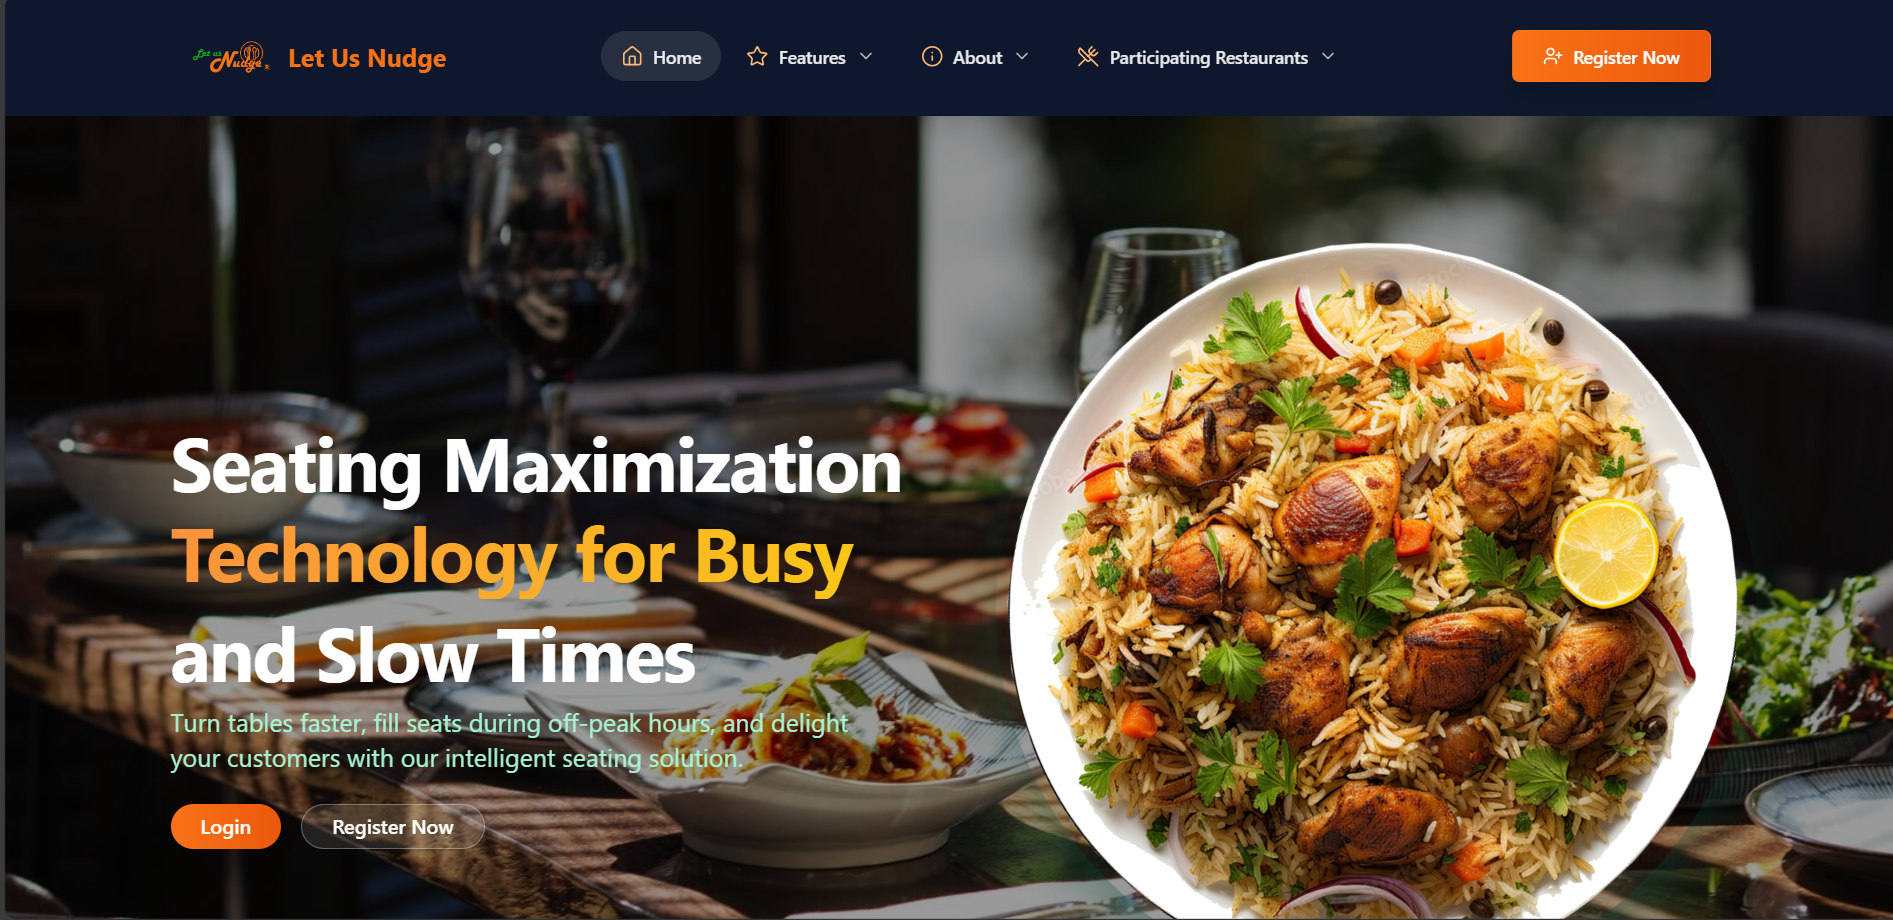 Let us
Nudge
Let Us Nudge
Home
Features
About
Participating Restaurants
Register Now
Seating Maximization
Technology for Busy
and Slow Times
Turn tables faster, fill seats during off-peak hours, and delight
your customers with our intelligent seating solution.
Login
Register Now